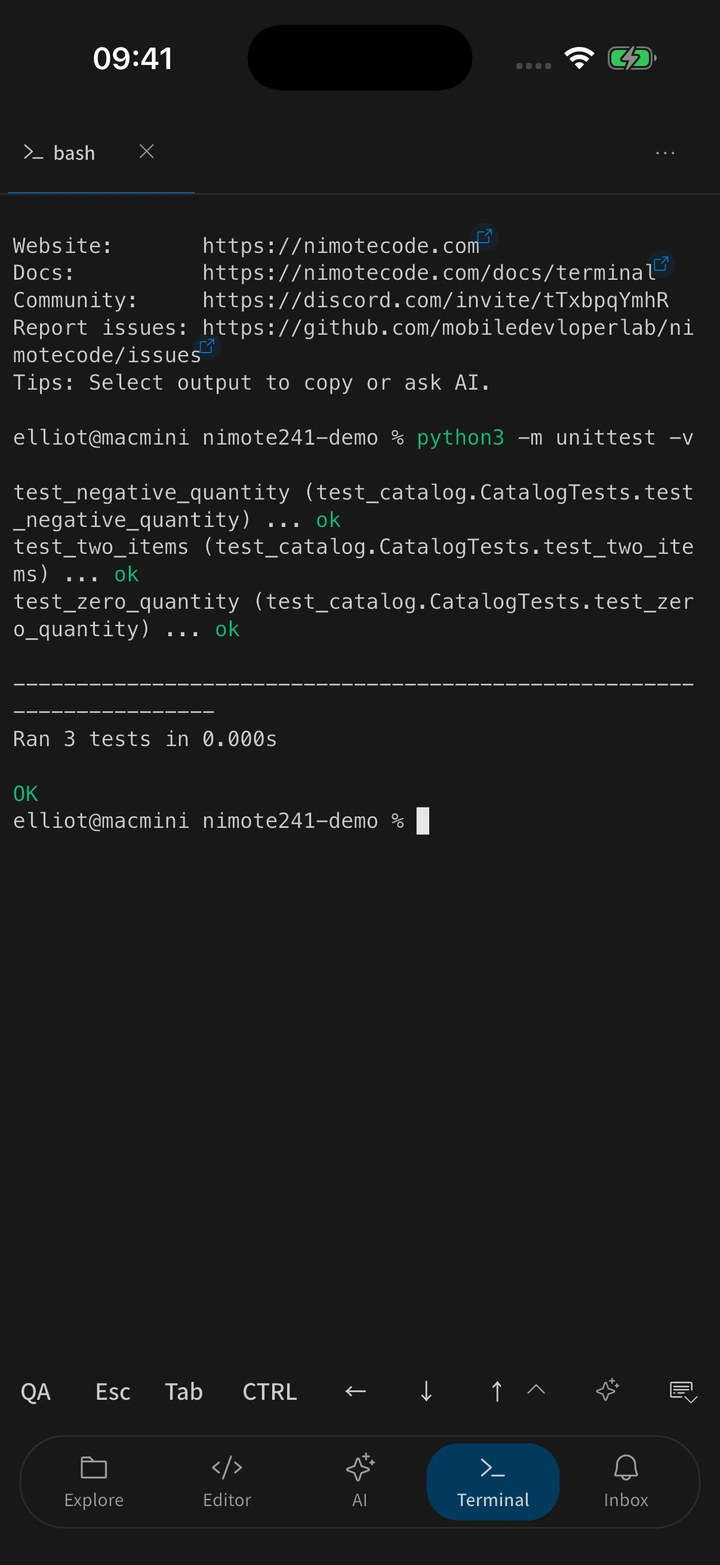 09:41
bash
Website:       https://nimotecode.com
Docs:          https://nimotecode.com/docs/terminal
Community:     https://discord.com/invite/tTxbpqYmhR
Report issues: https://github.com/mobiledevloperlab/ni
motecode/issues
Tips: Select output to copy or ask AI.
elliot@macmini nimote241-demo % python3 -m unittest -v
test_negative_quantity (test_catalog.CatalogTests.test
_negative_quantity) ... ok
test_two_items (test_catalog.CatalogTests.test_two_ite
ms) ... ok
test_zero_quantity (test_catalog.CatalogTests.test_zer
o_quantity) ... ok
------------------------------------------------------
----------------
Ran 3 tests in 0.000s
OK
elliot@macmini nimote241-demo %
QA Esc Tab CTRL ← ↓ ↑
Explore Editor AI Terminal Inbox